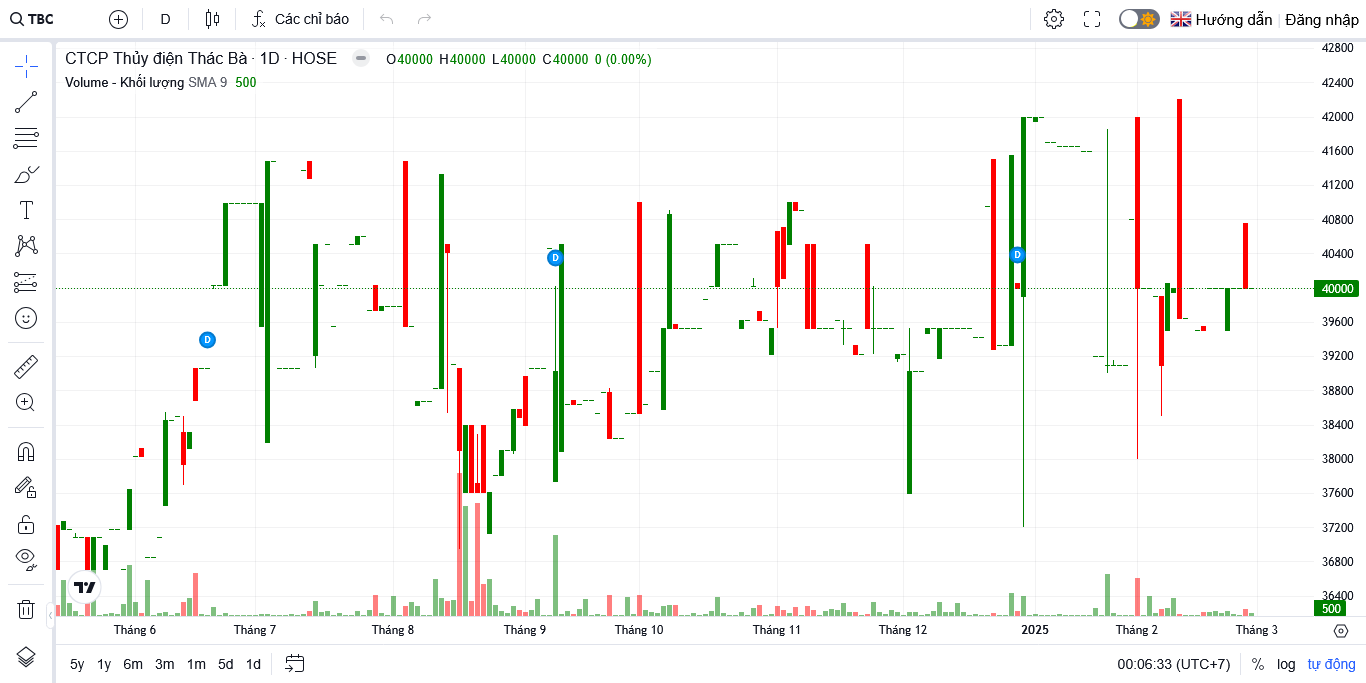 TBC D Các chỉ báo Hướng dẫn Đăng nhập
CTCP Thủy điện Thác Bà · 1D · HOSE O40000 H40000 L40000 C40000 0 (0.00%)
Volume - Khối lượng SMA 9 500
42800
42400
42000
41600
41200
40800
40400
40000
39600
39200
38800
38400
38000
37600
37200
36800
36400
500
D
D
D
Tháng 6 Tháng 7 Tháng 8 Tháng 9 Tháng 10 Tháng 11 Tháng 12 2025 Tháng 2 Tháng 3
5y 1y 6m 3m 1m 5d 1d 00:06:33 (UTC+7) % log tự động